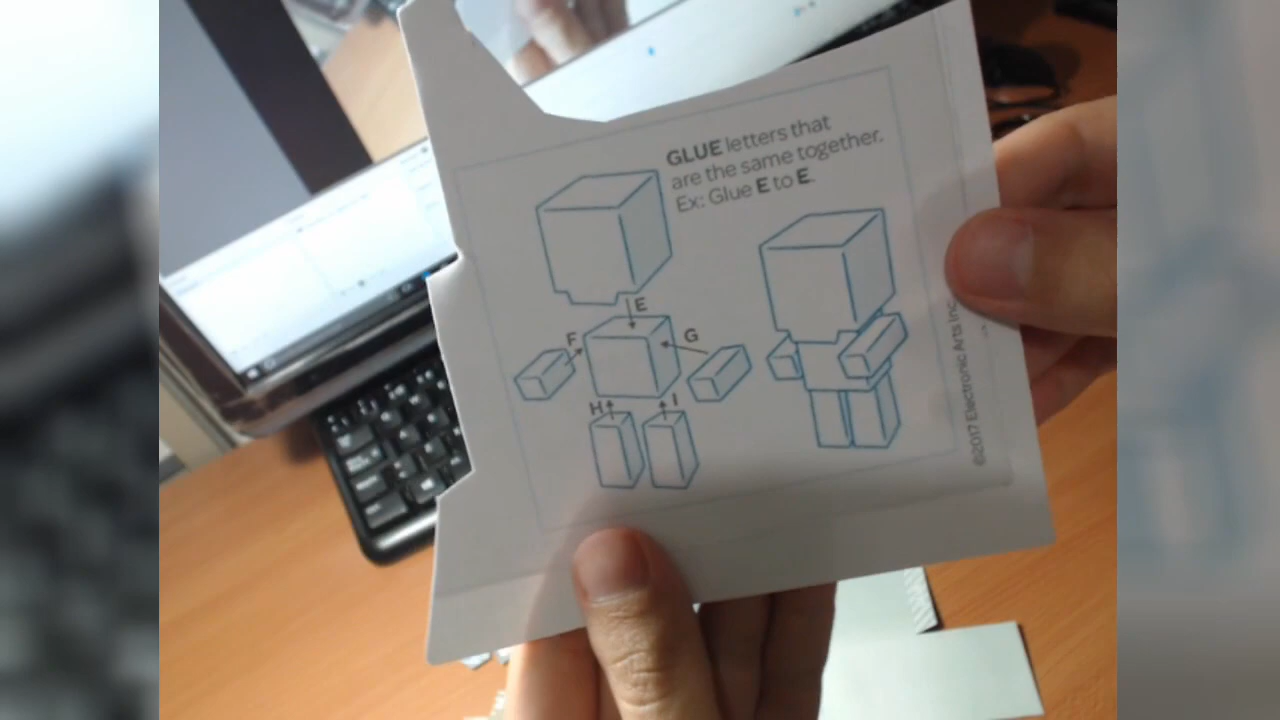 GLUE letters that
are the same together.
Ex: Glue E to E.
E
F
G
H
I
©2017 Electronic Arts Inc.